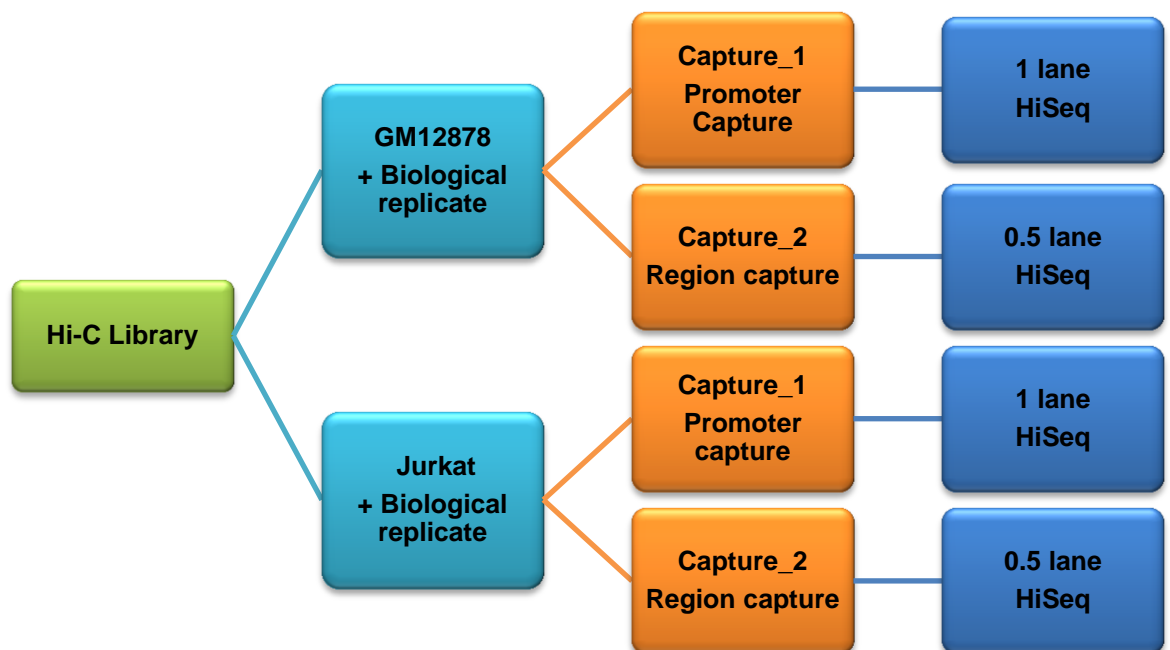 Hi-C Library
GM12878
+ Biological
replicate
Jurkat
+ Biological
replicate
Capture_1
Promoter
Capture
Capture_2
Region capture
Capture_1
Promoter
capture
Capture_2
Region capture
1 lane
HiSeq
0.5 lane
HiSeq
1 lane
HiSeq
0.5 lane
HiSeq